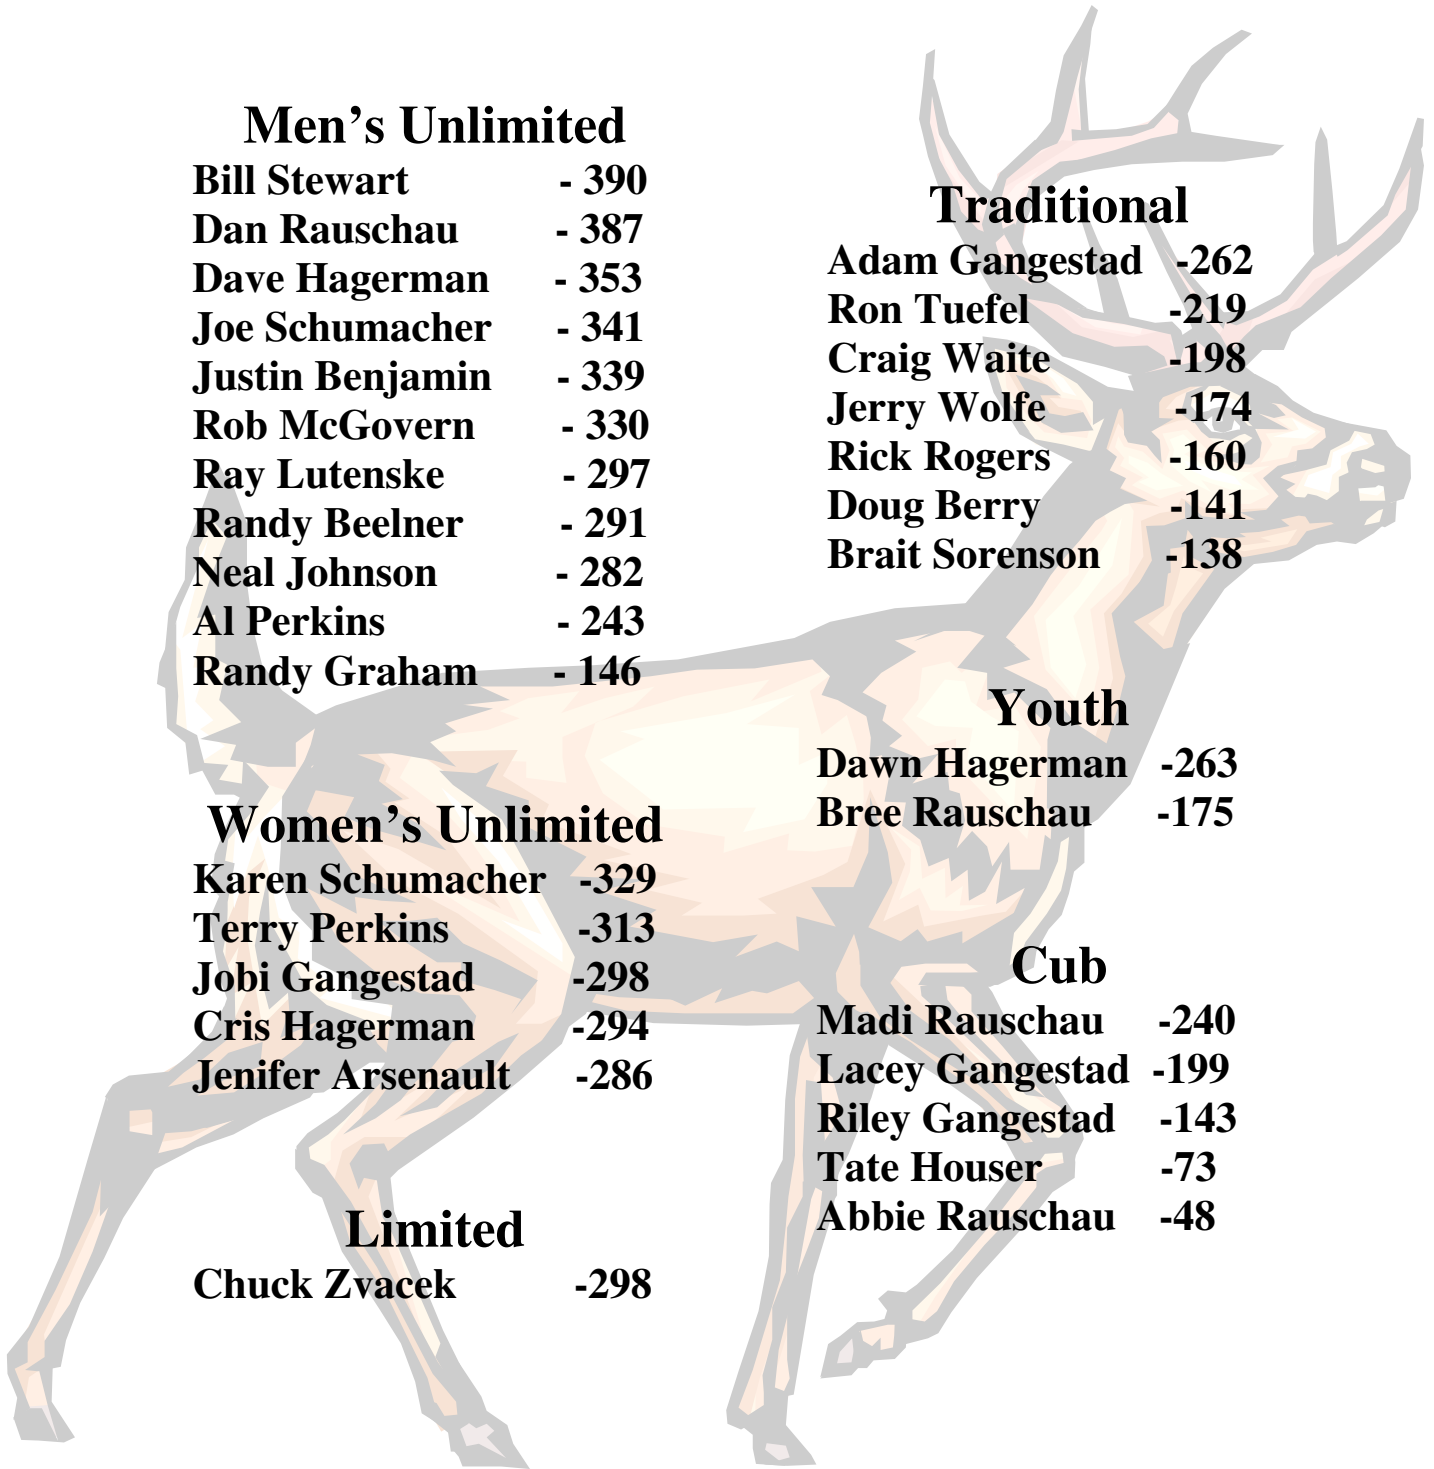 Men’s Unlimited
Bill Stewart - 390
Dan Rauschau - 387
Dave Hagerman - 353
Joe Schumacher - 341
Justin Benjamin - 339
Rob McGovern - 330
Ray Lutenske - 297
Randy Beelner - 291
Neal Johnson - 282
Al Perkins - 243
Randy Graham - 146
Women’s Unlimited
Karen Schumacher -329
Terry Perkins -313
Jobi Gangestad -298
Cris Hagerman -294
Jenifer Arsenault -286
Limited
Chuck Zvacek -298
Traditional
Adam Gangestad -262
Ron Tuefel -219
Craig Waite -198
Jerry Wolfe -174
Rick Rogers -160
Doug Berry -141
Brait Sorenson -138
Youth
Dawn Hagerman -263
Bree Rauschau -175
Cub
Madi Rauschau -240
Lacey Gangestad -199
Riley Gangestad -143
Tate Houser -73
Abbie Rauschau -48